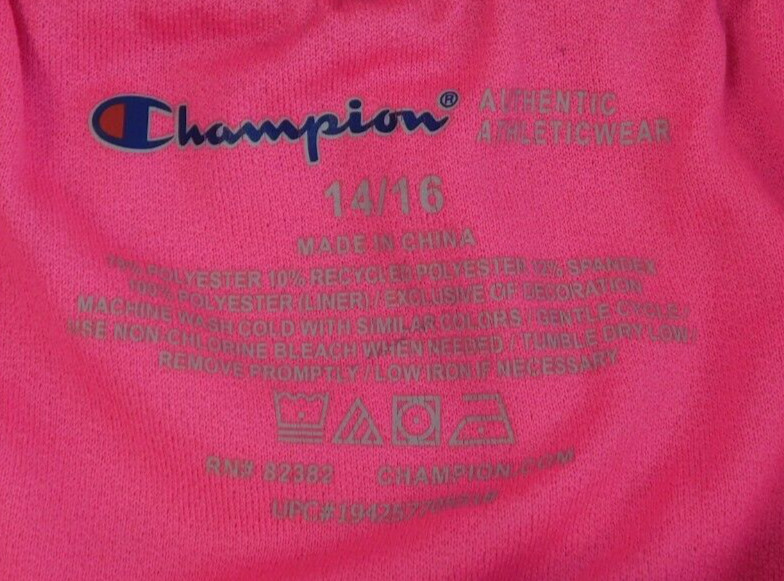 Champion® AUTHENTIC
ATHLETICWEAR
14/16
MADE IN CHINA
POLYESTER 10% RECYCLED POLYESTER 12% SPANDEX
100% POLYESTER (LINER) / EXCLUSIVE OF DECORATION
MACHINE WASH COLD WITH SIMILAR COLORS / GENTLE CYCLE /
USE NON-CHLORINE BLEACH WHEN NEEDED / TUMBLE DRY LOW /
REMOVE PROMPTLY / LOW IRON IF NECESSARY
RN# 82382 CHAMPION.COM